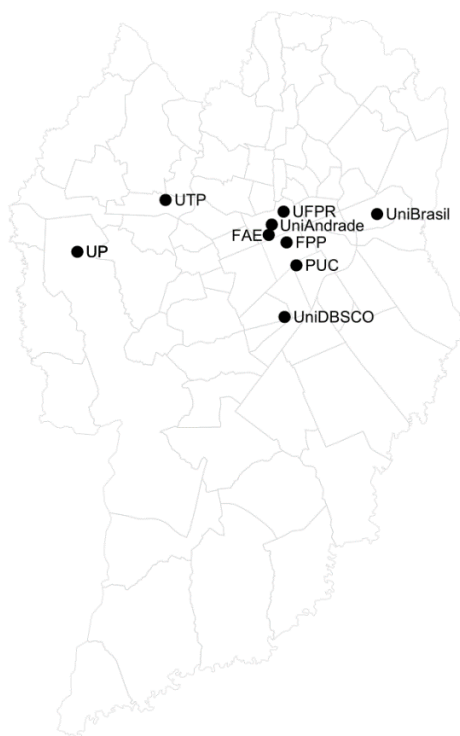 UTP
UFPR
UniBrasil
UniAndrade
FAE
FPP
UP
PUC
UniDBSCO